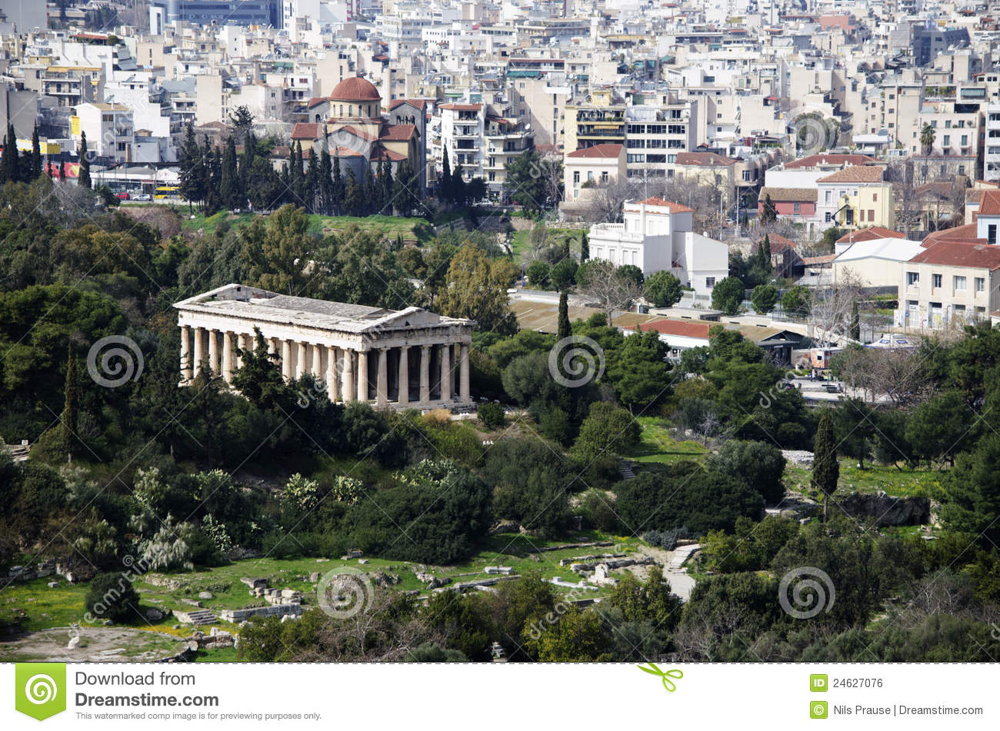 Download from
Dreamstime.com
This watermarked comp image is for previewing purposes only.
ID 24627076
© Nils Prause | Dreamstime.com